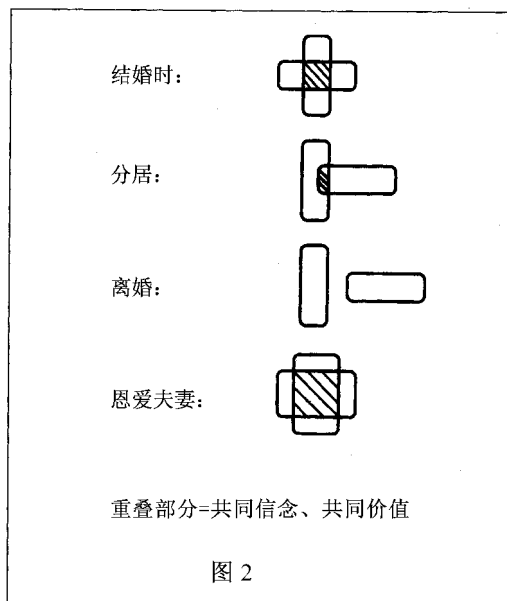 结婚时：
分居：
离婚：
恩爱夫妻：
重叠部分=共同信念、共同价值
图 2